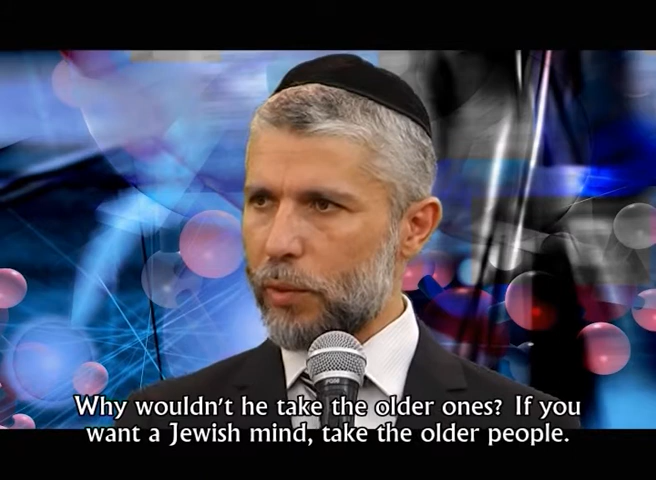 Why wouldn't he take the older ones? If you
want a Jewish mind, take the older people.